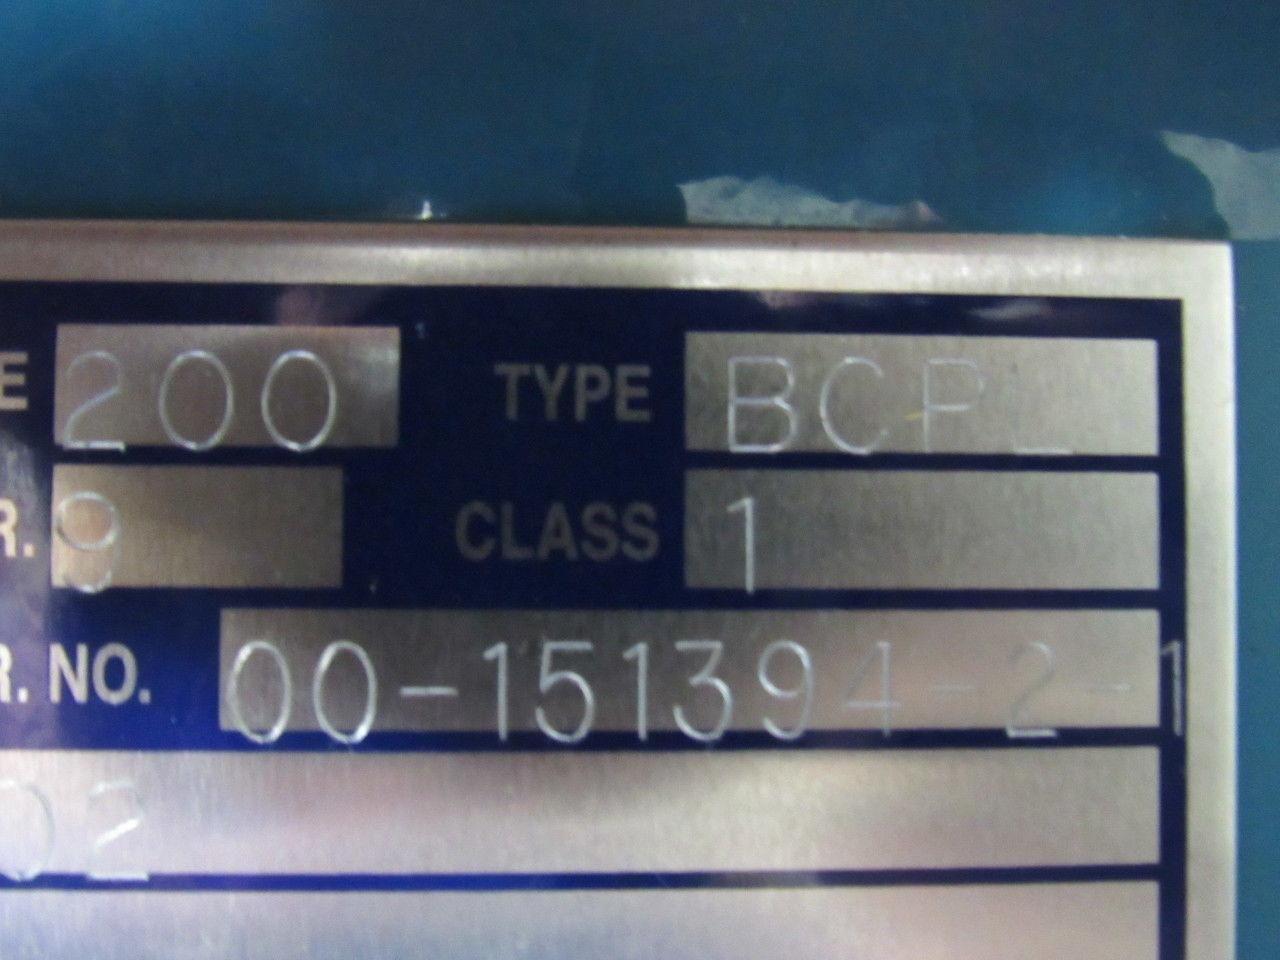 E 200 TYPE BCPL
R. 9 CLASS 1
R. NO. 00-151394-2-1
02